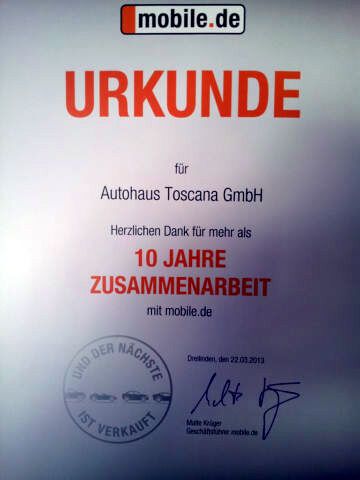 mobile.de
URKUNDE
für
Autohaus Toscana GmbH
Herzlichen Dank für mehr als
10 JAHRE
ZUSAMMENARBEIT
mit mobile.de
Dreilinden, den 22.03.2013
UND DER NÄCHSTE
IST VERKAUFT
Malte Krüger
Geschäftsführer mobile.de